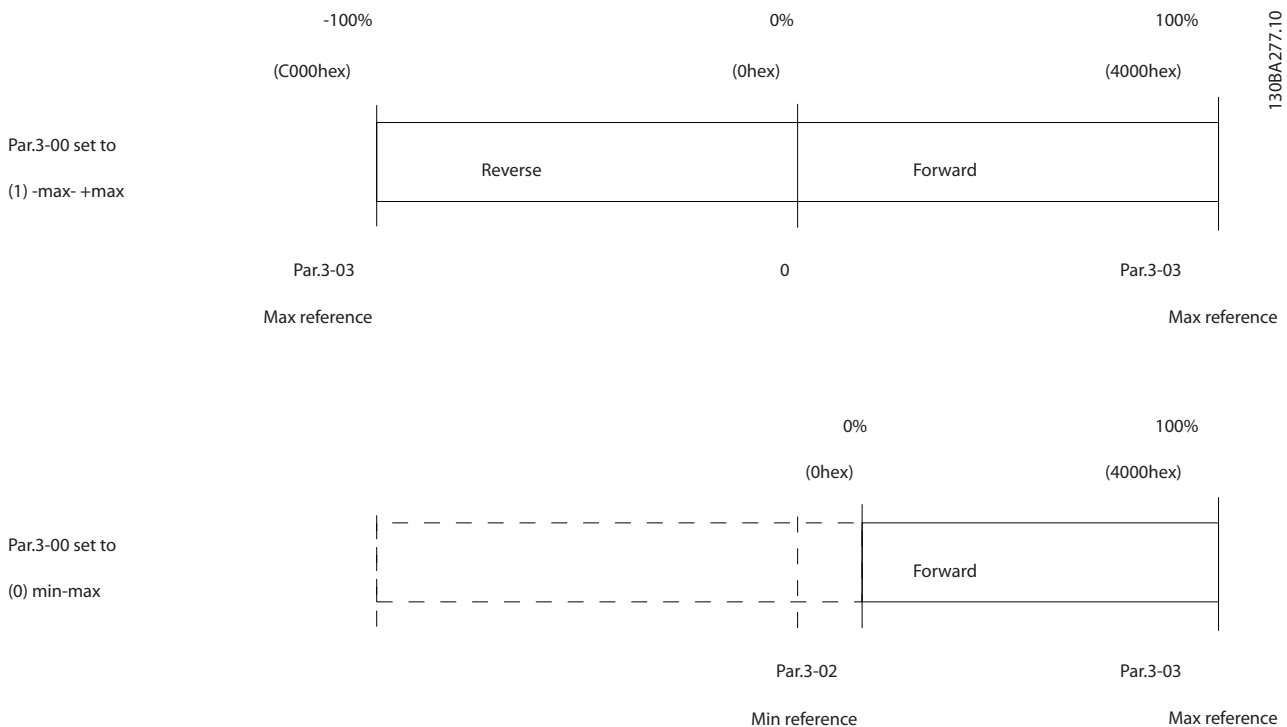 -100% 0% 100%
(C000hex) (0hex) (4000hex)
130BA277.10
Par.3-00 set to
(1) -max- +max
Reverse Forward
Par.3-03 0 Par.3-03
Max reference Max reference
0% 100%
(0hex) (4000hex)
Par.3-00 set to
(0) min-max
Forward
Par.3-02 Par.3-03
Min reference Max reference